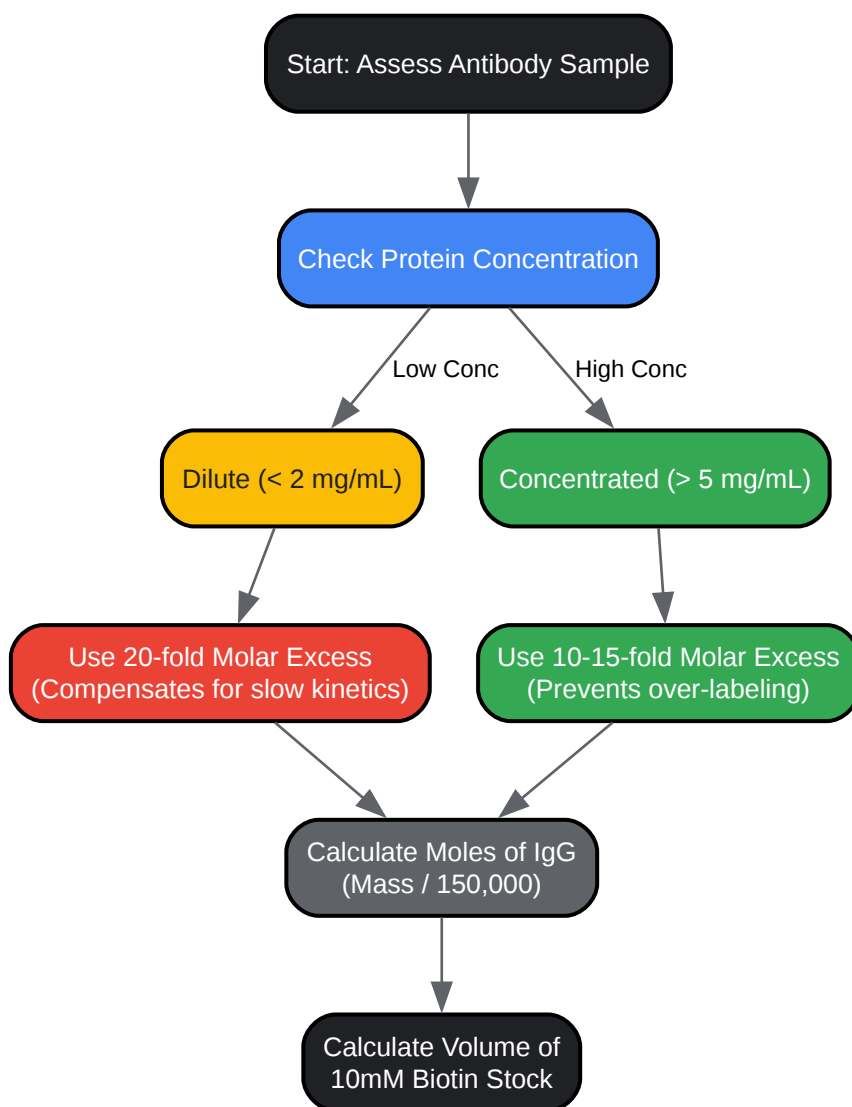 Start: Assess Antibody Sample
Check Protein Concentration
Low Conc
High Conc
Dilute (< 2 mg/mL)
Concentrated (> 5 mg/mL)
Use 20-fold Molar Excess
(Compensates for slow kinetics)
Use 10-15-fold Molar Excess
(Prevents over-labeling)
Calculate Moles of IgG
(Mass / 150,000)
Calculate Volume of
10mM Biotin Stock